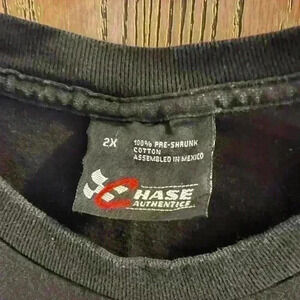 2X
100% PRE-SHRUNK
COTTON
ASSEMBLED IN MEXICO
CHASE
AUTHENTICS